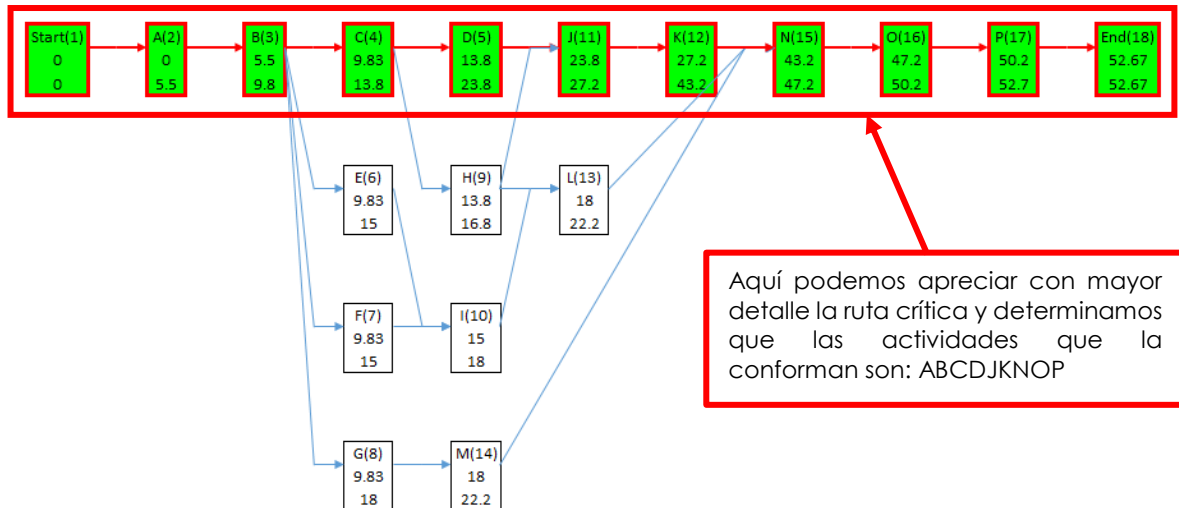 Start(1)
0
0
A(2)
0
5.5
B(3)
5.5
9.8
C(4)
9.83
13.8
D(5)
13.8
23.8
J(11)
23.8
27.2
K(12)
27.2
43.2
N(15)
43.2
47.2
O(16)
47.2
50.2
P(17)
50.2
52.7
End(18)
52.67
52.67
E(6)
9.83
15
H(9)
13.8
16.8
L(13)
18
22.2
F(7)
9.83
15
I(10)
15
18
G(8)
9.83
18
M(14)
18
22.2
Aquí podemos apreciar con mayor
detalle la ruta crítica y determinamos
que las actividades que la
conforman son: ABCDJKNOP